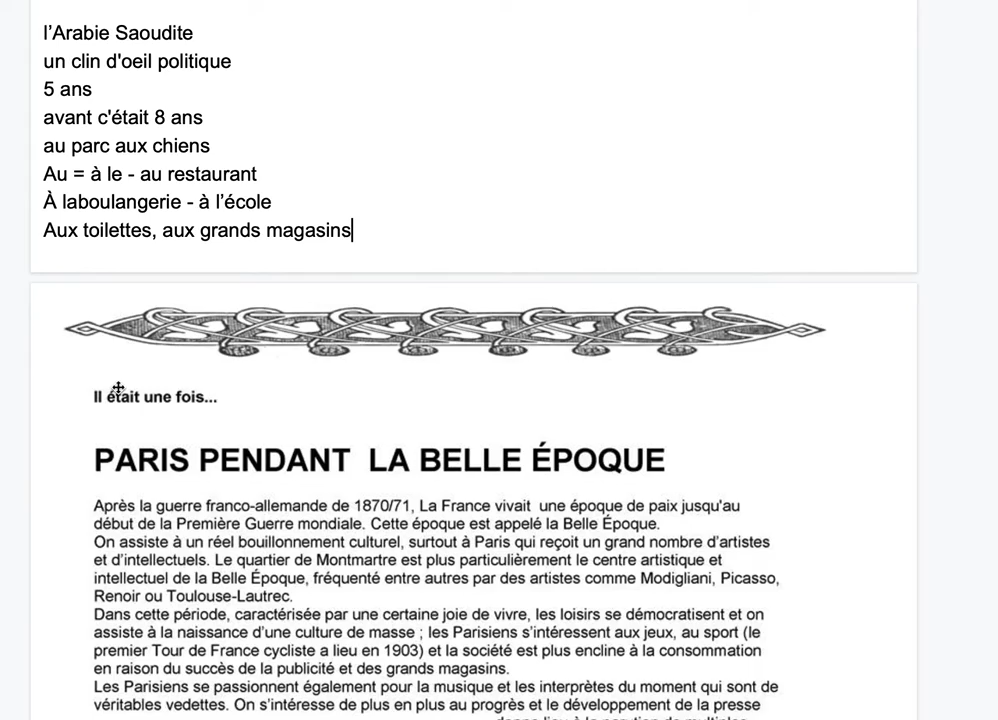 l’Arabie Saoudite
un clin d'oeil politique
5 ans
avant c'était 8 ans
au parc aux chiens
Au = à le - au restaurant
À laboulangerie - à l’école
Aux toilettes, aux grands magasins
Il était une fois...
PARIS PENDANT LA BELLE ÉPOQUE
Après la guerre franco-allemande de 1870/71, La France vivait une époque de paix jusqu'au
début de la Première Guerre mondiale. Cette époque est appelé la Belle Époque.
On assiste à un réel bouillonnement culturel, surtout à Paris qui reçoit un grand nombre d’artistes
et d’intellectuels. Le quartier de Montmartre est plus particulièrement le centre artistique et
intellectuel de la Belle Époque, fréquenté entre autres par des artistes comme Modigliani, Picasso,
Renoir ou Toulouse-Lautrec.
Dans cette période, caractérisée par une certaine joie de vivre, les loisirs se démocratisent et on
assiste à la naissance d’une culture de masse ; les Parisiens s’intéressent aux jeux, au sport (le
premier Tour de France cycliste a lieu en 1903) et la société est plus encline à la consommation
en raison du succès de la publicité et des grands magasins.
Les Parisiens se passionnent également pour la musique et les interprètes du moment qui sont de
véritables vedettes. On s’intéresse de plus en plus au progrès et le développement de la presse